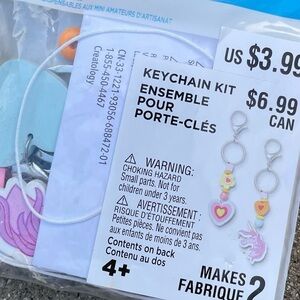 DISPENSABLES AUX MINI AMATEURS D'ARTISANAT
CN-33-1221-93056-688472-01
1-855-450-4467
Creatology
US $3.99
$6.99
CAN
KEYCHAIN KIT
ENSEMBLE
POUR
PORTE-CLÉS
WARNING:
CHOKING HAZARD
Small parts. Not for
children under 3 years.
AVERTISSEMENT:
RISQUE D'ÉTOUFFEMENT
Petites pièces. Ne convient pas
aux enfants de moins de 3 ans.
Contents on back
Contenu au dos
4+
MAKES
FABRIQUE 2